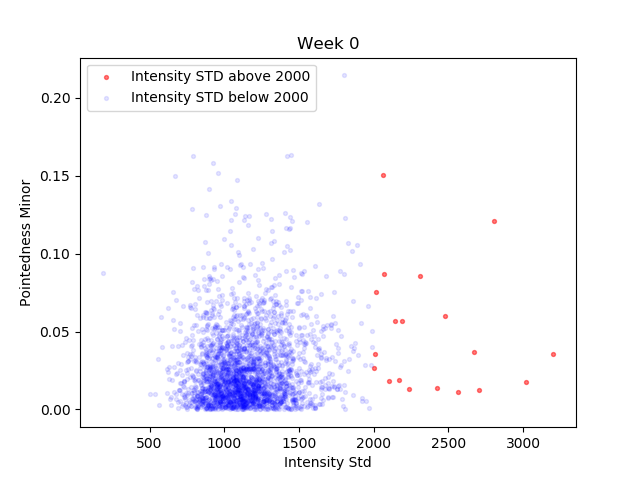 Week 0
Intensity STD above 2000
Intensity STD below 2000
Pointedness Minor
0.20
0.15
0.10
0.05
0.00
500 1000 1500 2000 2500 3000
Intensity Std